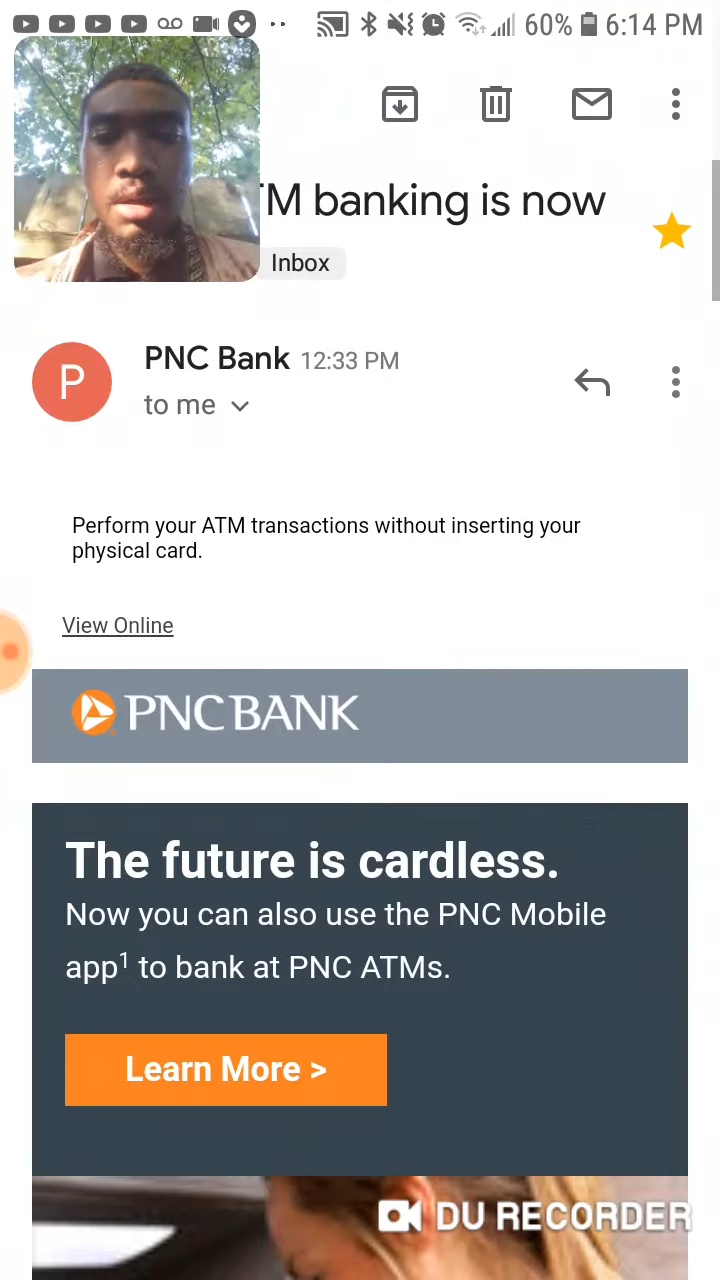 60% 6:14 PM
TM banking is now
Inbox
P
PNC Bank 12:33 PM
to me
Perform your ATM transactions without inserting your
physical card.
View Online
PNC BANK
The future is cardless.
Now you can also use the PNC Mobile
app¹ to bank at PNC ATMs.
Learn More >
DU RECORDER